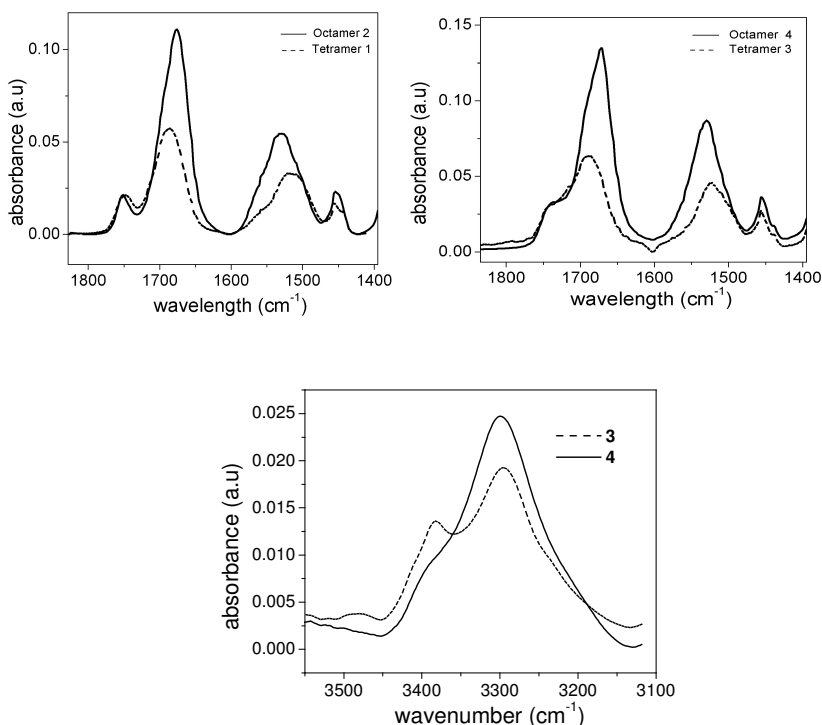 Octamer 2
Tetramer 1
0.10
0.05
0.00
absorbance (a.u)
1800 1700 1600 1500 1400
wavelength (cm-1)
Octamer 4
Tetramer 3
0.15
0.10
0.05
0.00
absorbance (a.u)
1800 1700 1600 1500 1400
wavelength (cm-1)
3
4
0.025
0.020
0.015
0.010
0.005
0.000
absorbance (a.u)
3500 3400 3300 3200 3100
wavenumber (cm-1)